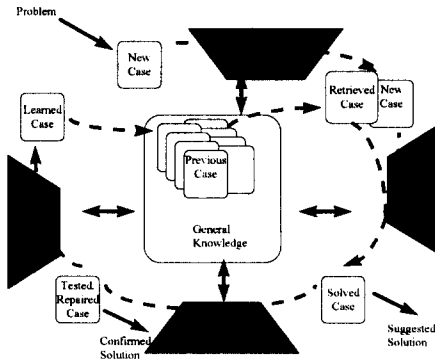 Problem
New
Case
Learned
Case
Retrieved
Case
New
Case
Previous
Case
General
Knowledge
Tested
Repaired
Case
Confirmed
Solution
Solved
Case
Suggested
Solution